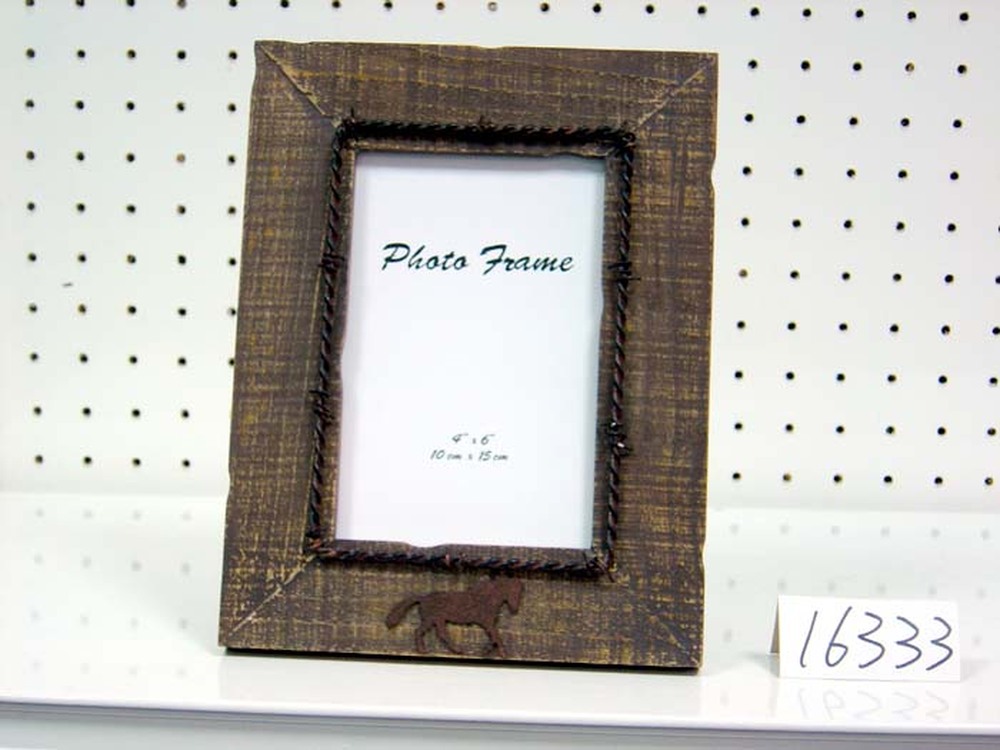 Photo Frame
4" x 6"
10 cm x 15 cm
16333